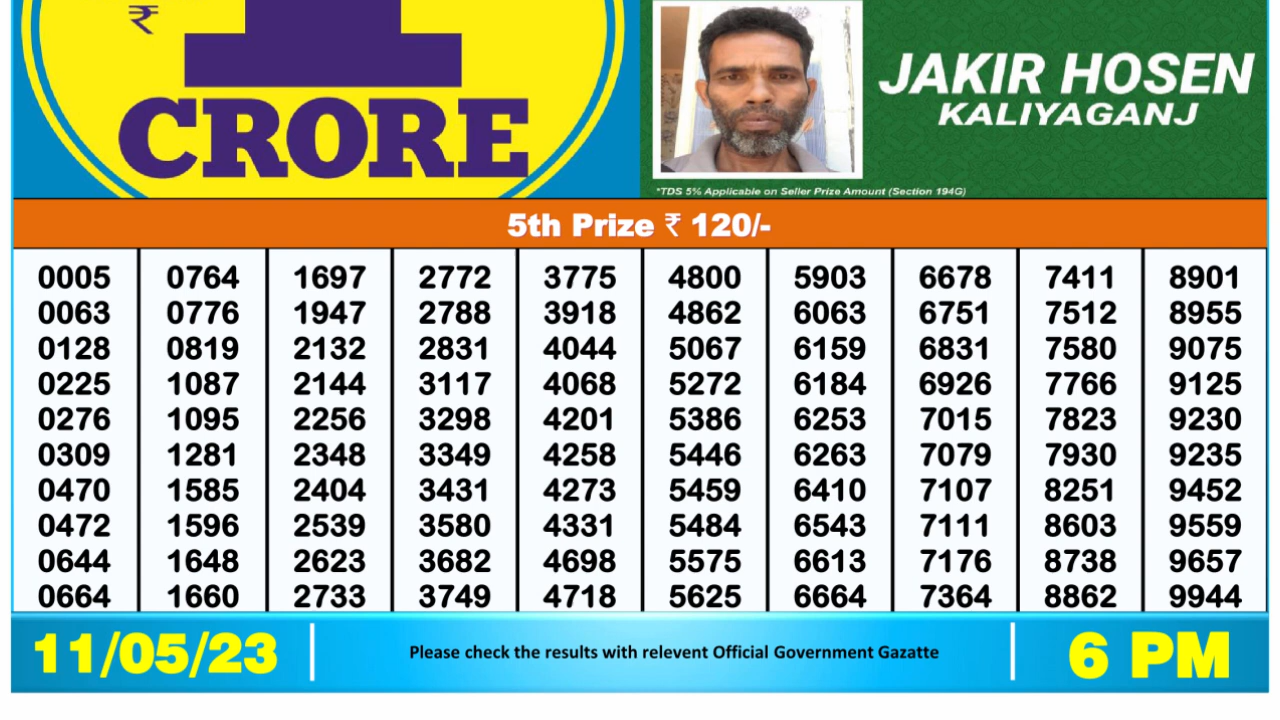 ₹
1
CRORE
JAKIR HOSEN
KALIYAGANJ
*TDS 5% Applicable on Seller Prize Amount (Section 194G)
5th Prize ₹ 120/-
0005 0764 1697 2772 3775 4800 5903 6678 7411 8901
0063 0776 1947 2788 3918 4862 6063 6751 7512 8955
0128 0819 2132 2831 4044 5067 6159 6831 7580 9075
0225 1087 2144 3117 4068 5272 6184 6926 7766 9125
0276 1095 2256 3298 4201 5386 6253 7015 7823 9230
0309 1281 2348 3349 4258 5446 6263 7079 7930 9235
0470 1585 2404 3431 4273 5459 6410 7107 8251 9452
0472 1596 2539 3580 4331 5484 6543 7111 8603 9559
0644 1648 2623 3682 4698 5575 6613 7176 8738 9657
0664 1660 2733 3749 4718 5625 6664 7364 8862 9944
11/05/23
Please check the results with relevent Official Government Gazatte
6 PM